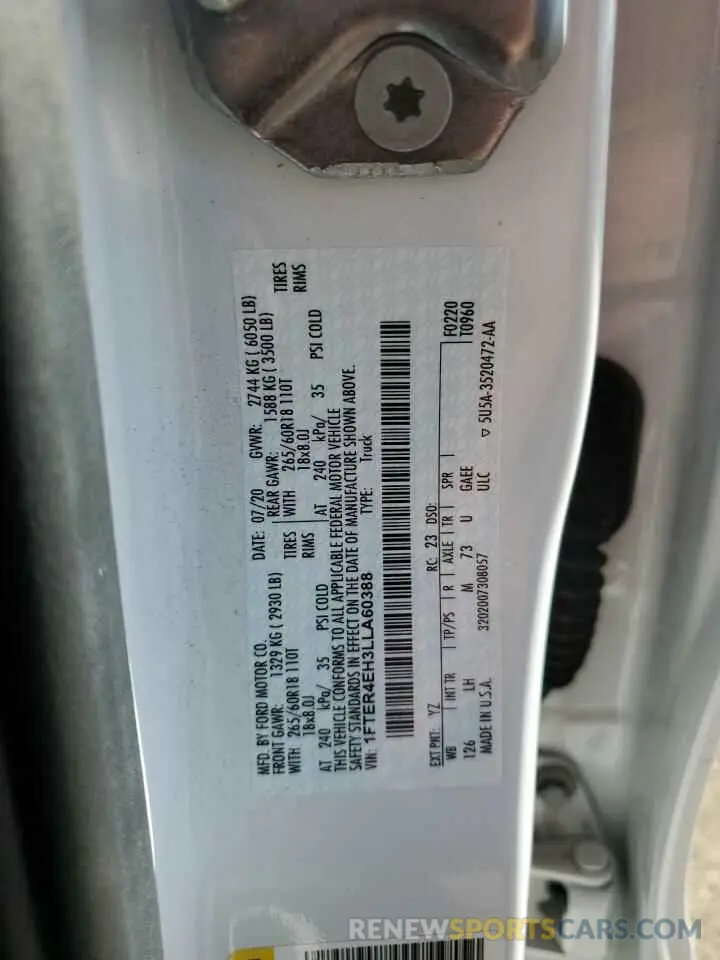 MFD. BY FORD MOTOR CO. DATE: 07/20 GVWR: 2744 KG ( 6050 LB)
FRONT GAWR: 1329 KG ( 2930 LB) REAR GAWR: 1588 KG ( 3500 LB)
WITH 265/60R18 110T TIRES WITH 265/60R18 110T TIRES
18x8.0J RIMS 18x8.0J RIMS
AT 240 kPa/ 35 PSI COLD AT 240 kPa/ 35 PSI COLD
THIS VEHICLE CONFORMS TO ALL APPLICABLE FEDERAL MOTOR VEHICLE
SAFETY STANDARDS IN EFFECT ON THE DATE OF MANUFACTURE SHOWN ABOVE.
VIN: 1FTER4EH3LLA60388 TYPE: Truck
EXT PNT: YZ RC: 23 DSO: F0220
WB INT TR TP/PS R AXLE TR SPR T0960
126 LH M 73 U GAEE
ULC
MADE IN U.S.A. 3202007308057 ▽ 5U5A-3520472-AA
RENEWSPORTSCARS.COM